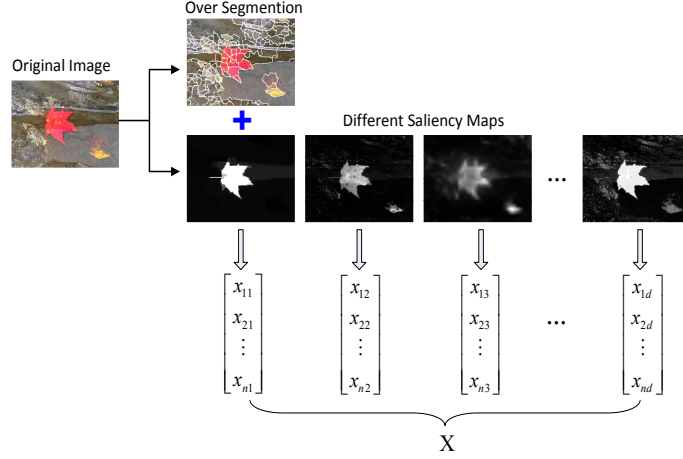 Over Segmention
Original Image
+
Different Saliency Maps
...
x11 x12 x13 x1d
x21 x22 x23 ... x2d
⋮ ⋮ ⋮ ⋮
xn1 xn2 xn3 xnd
X